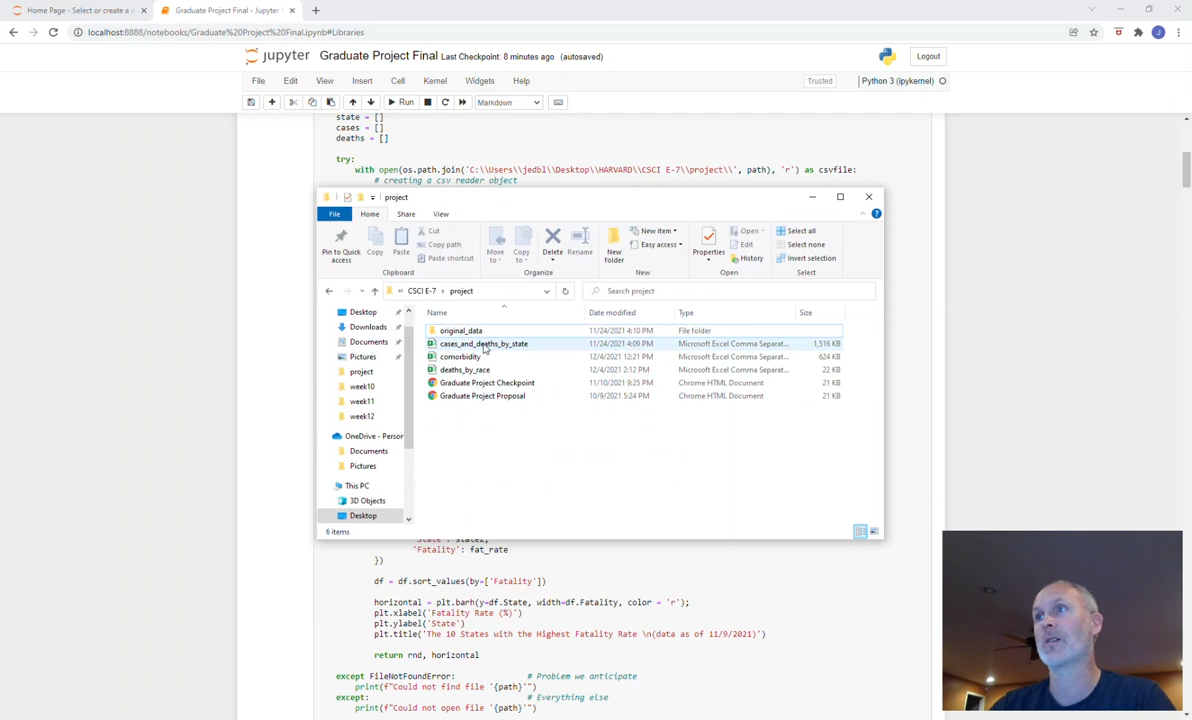 Home Page - Select or create a n
Graduate Project Final - Jupyter
localhost:8888/notebooks/Graduate%20Project%20Final.ipynb#Libraries
jupyter Graduate Project Final Last Checkpoint: 8 minutes ago (autosaved)
Logout
File Edit View Insert Cell Kernel Widgets Help
Trusted
Python 3 (ipykernel)
Run
Markdown
state = []
cases = []
deaths = []
try:
with open(os.path.join('C:\\Users\\jedbl\\Desktop\\HARVARD\\CSCI E-7\\project\\', path), 'r') as csvfile:
# creating a csv reader object
project
File Home Share View
Pin to Quick access
Copy
Paste
Cut
Copy path
Paste shortcut
Clipboard
Move to
Copy to
Delete
Rename
Organize
New folder
New item
Easy access
New
Properties
Open
Edit
History
Open
Select all
Select none
Invert selection
Select
« CSCI E-7 › project
Search project
Name Date modified Type Size
original_data 11/24/2021 4:10 PM File folder
cases_and_deaths_by_state 11/24/2021 4:09 PM Microsoft Excel Comma Separat... 1,516 KB
comorbidity 12/4/2021 12:21 PM Microsoft Excel Comma Separat... 624 KB
deaths_by_race 12/4/2021 2:12 PM Microsoft Excel Comma Separat... 22 KB
Graduate Project Checkpoint 11/10/2021 9:25 PM Chrome HTML Document 21 KB
Graduate Project Proposal 10/9/2021 5:24 PM Chrome HTML Document 21 KB
Desktop
Downloads
Documents
Pictures
project
week10
week11
week12
OneDrive - Person
Documents
Pictures
This PC
3D Objects
Desktop
6 items
'Fatality': fat_rate
})
df = df.sort_values(by=['Fatality'])
horizontal = plt.barh(y=df.State, width=df.Fatality, color = 'r');
plt.xlabel('Fatality Rate (%)')
plt.ylabel('State')
plt.title('The 10 States with the Highest Fatality Rate \n(data as of 11/9/2021)')
return rnd, horizontal
except FileNotFoundError: # Problem we anticipate
print(f"Could not find file '{path}'")
except: # Everything else
print(f"Could not open file '{path}'")